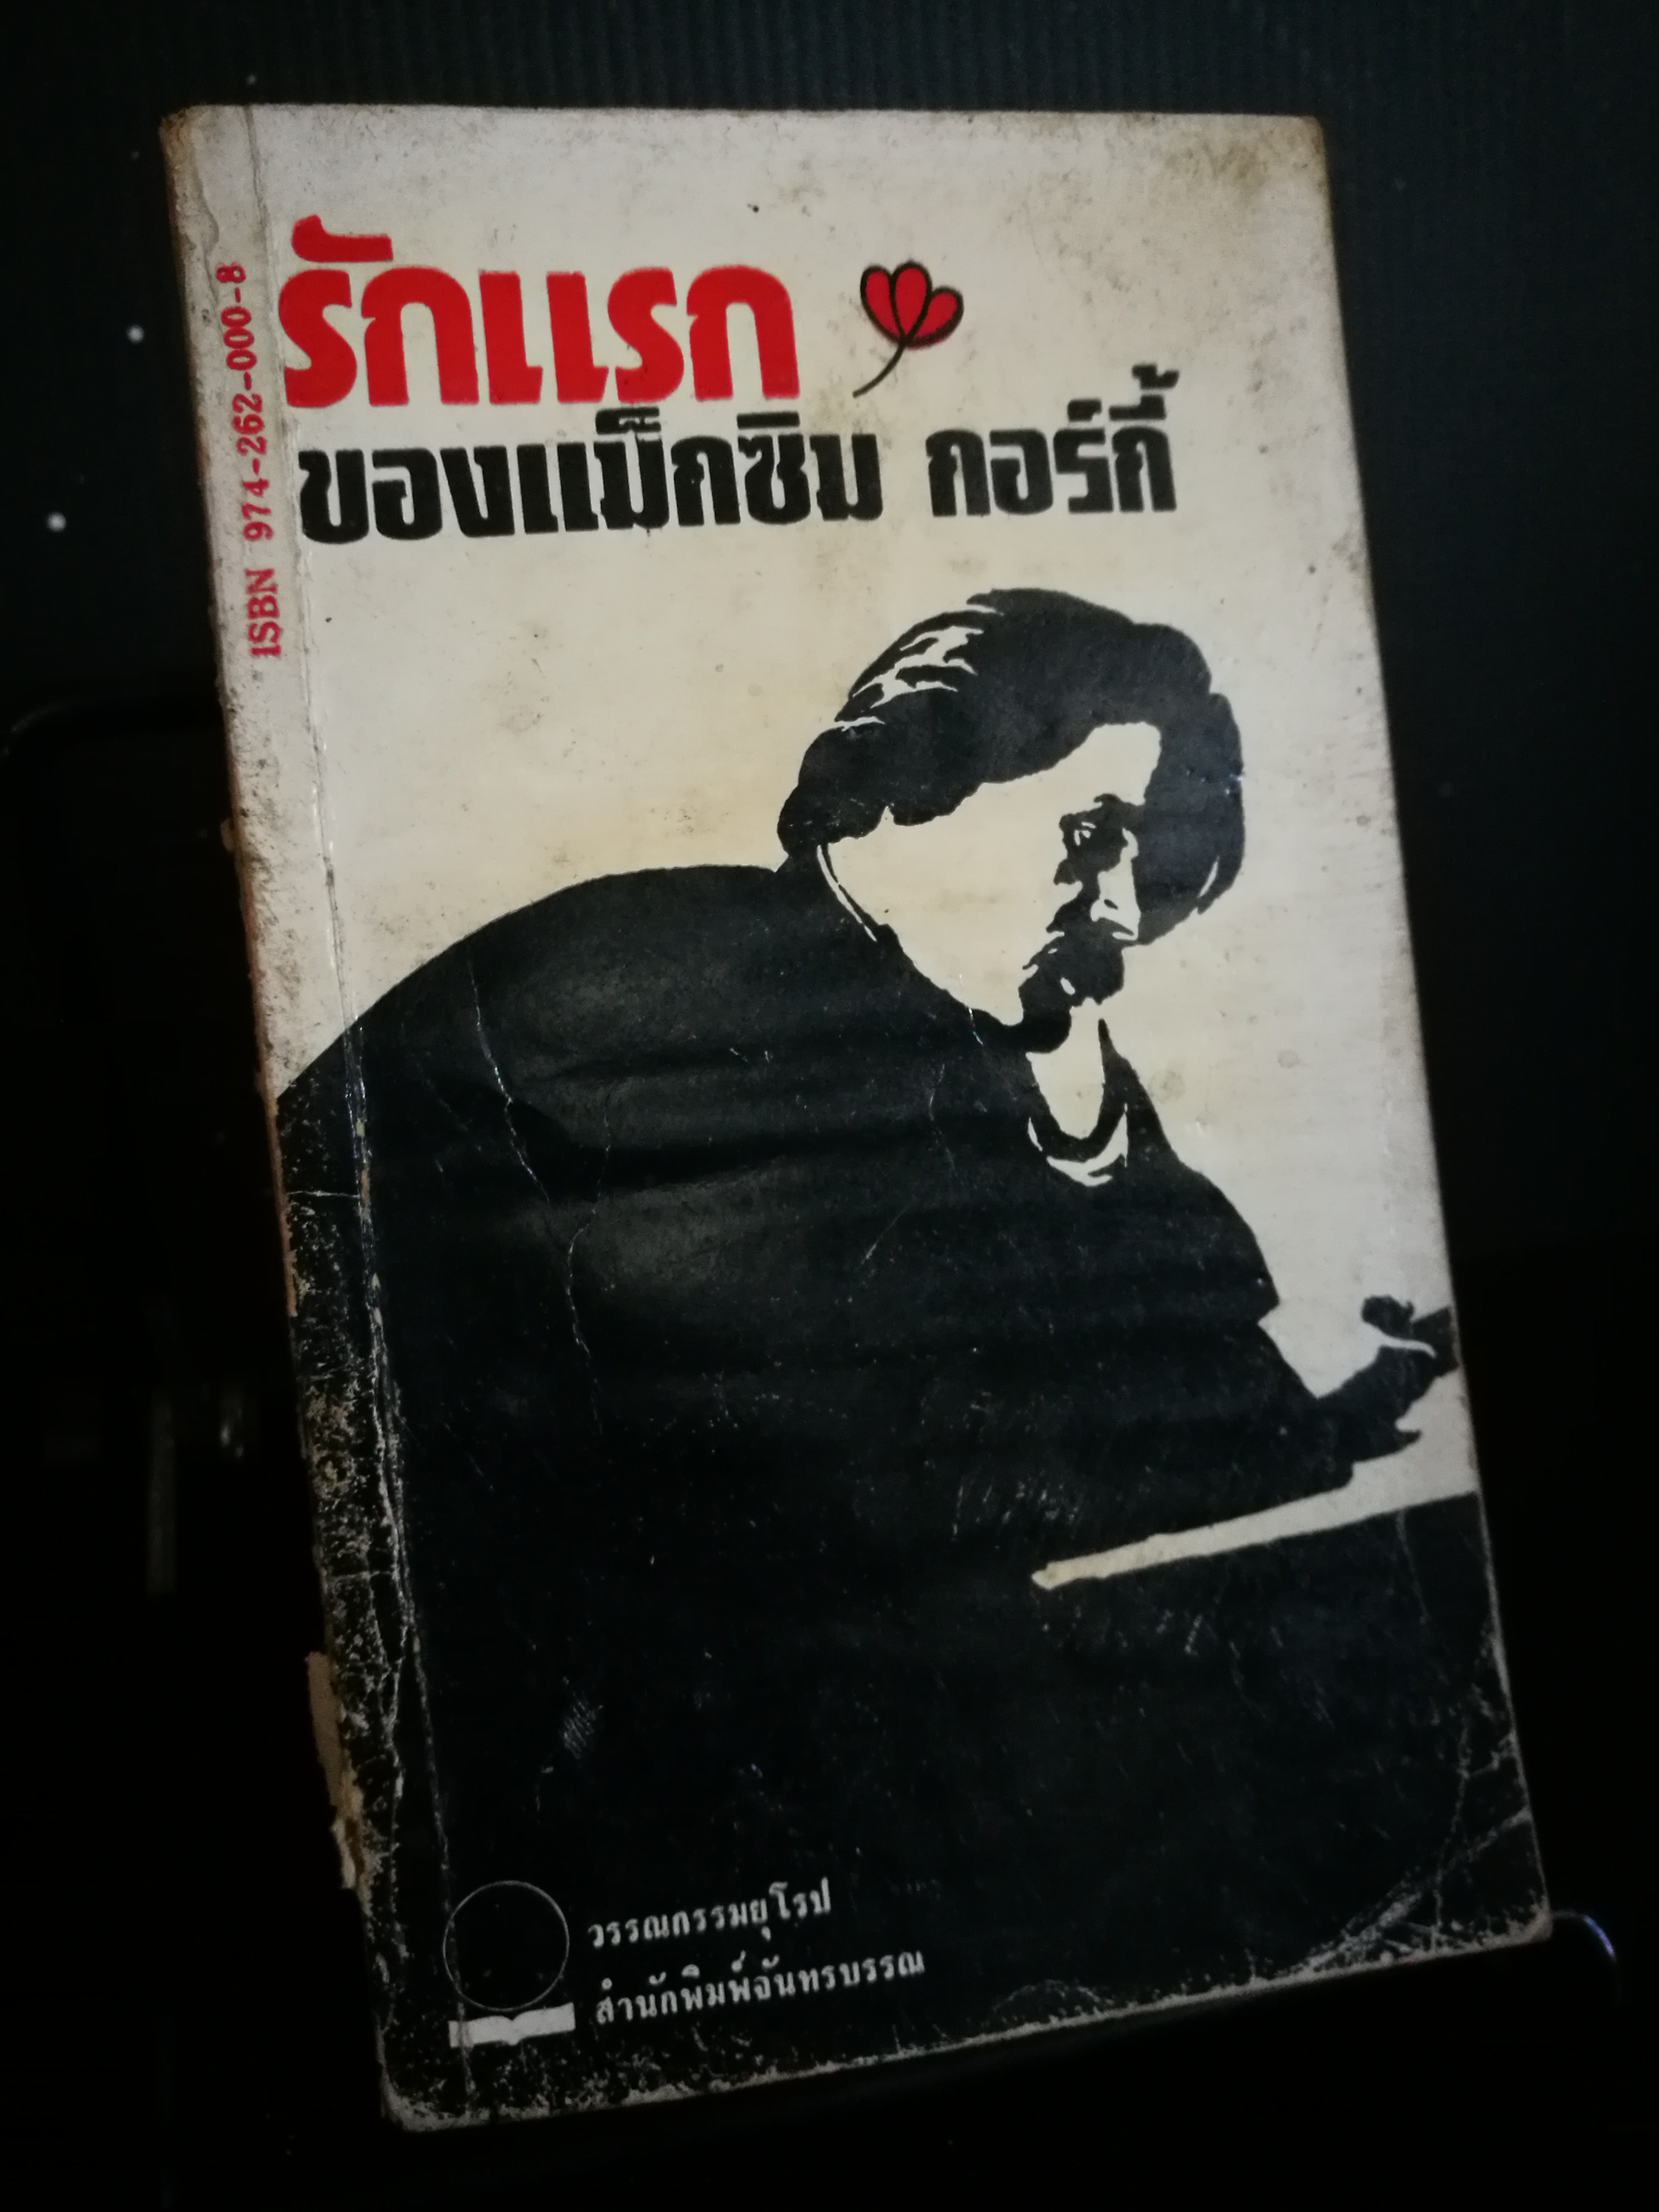 รักแรก
ของแม็กซิม กอร์กี้
ISBN 974-262-000-8
วรรณกรรมยุโรป
สำนักพิมพ์จันทรบรรณ